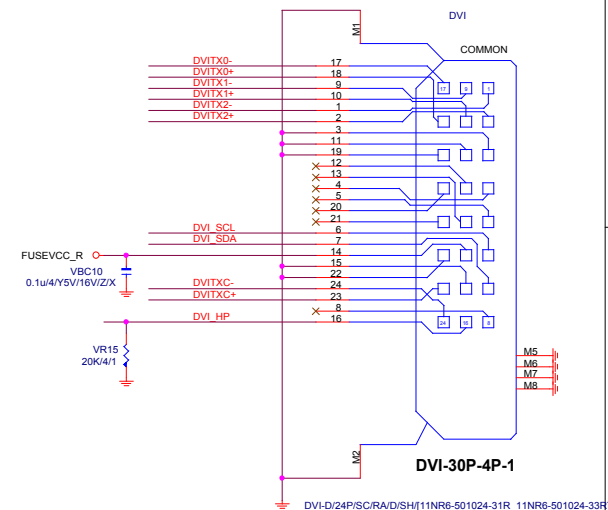 DVI
M1
COMMON
DVITX0- 17
DVITX0+ 18
DVITX1- 9
DVITX1+ 10
DVITX2- 1
DVITX2+ 2
3
11
19
12
13
4
5
20
21
DVI_SCL 6
DVI_SDA 7
FUSEVCC_R 14
15
22
DVITXC- 24
DVITXC+ 23
8
DVI_HP 16
17 9 1
24 16 8
VBC10
0.1u/4/Y5V/16V/Z/X
VR15
20K/4/1
M5
M6
M7
M8
M2
DVI-30P-4P-1
DVI-D/24P/SC/RA/D/SH/[11NR6-501024-31R_11NR6-501024-33R]